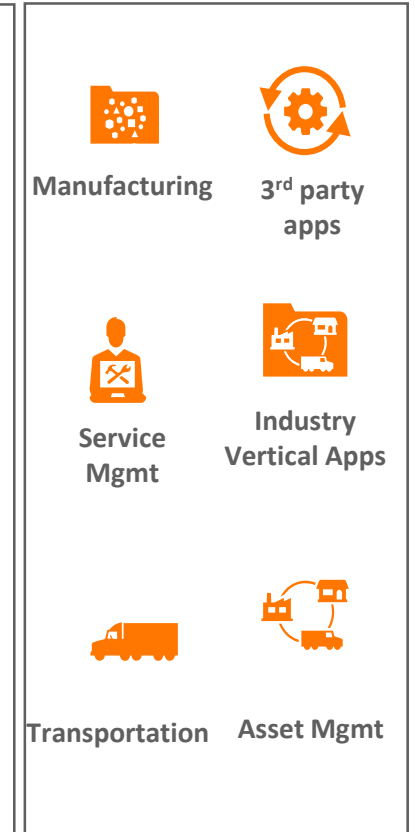 Manufacturing
3rd party
apps
Service
Mgmt
Industry
Vertical Apps
Transportation
Asset Mgmt